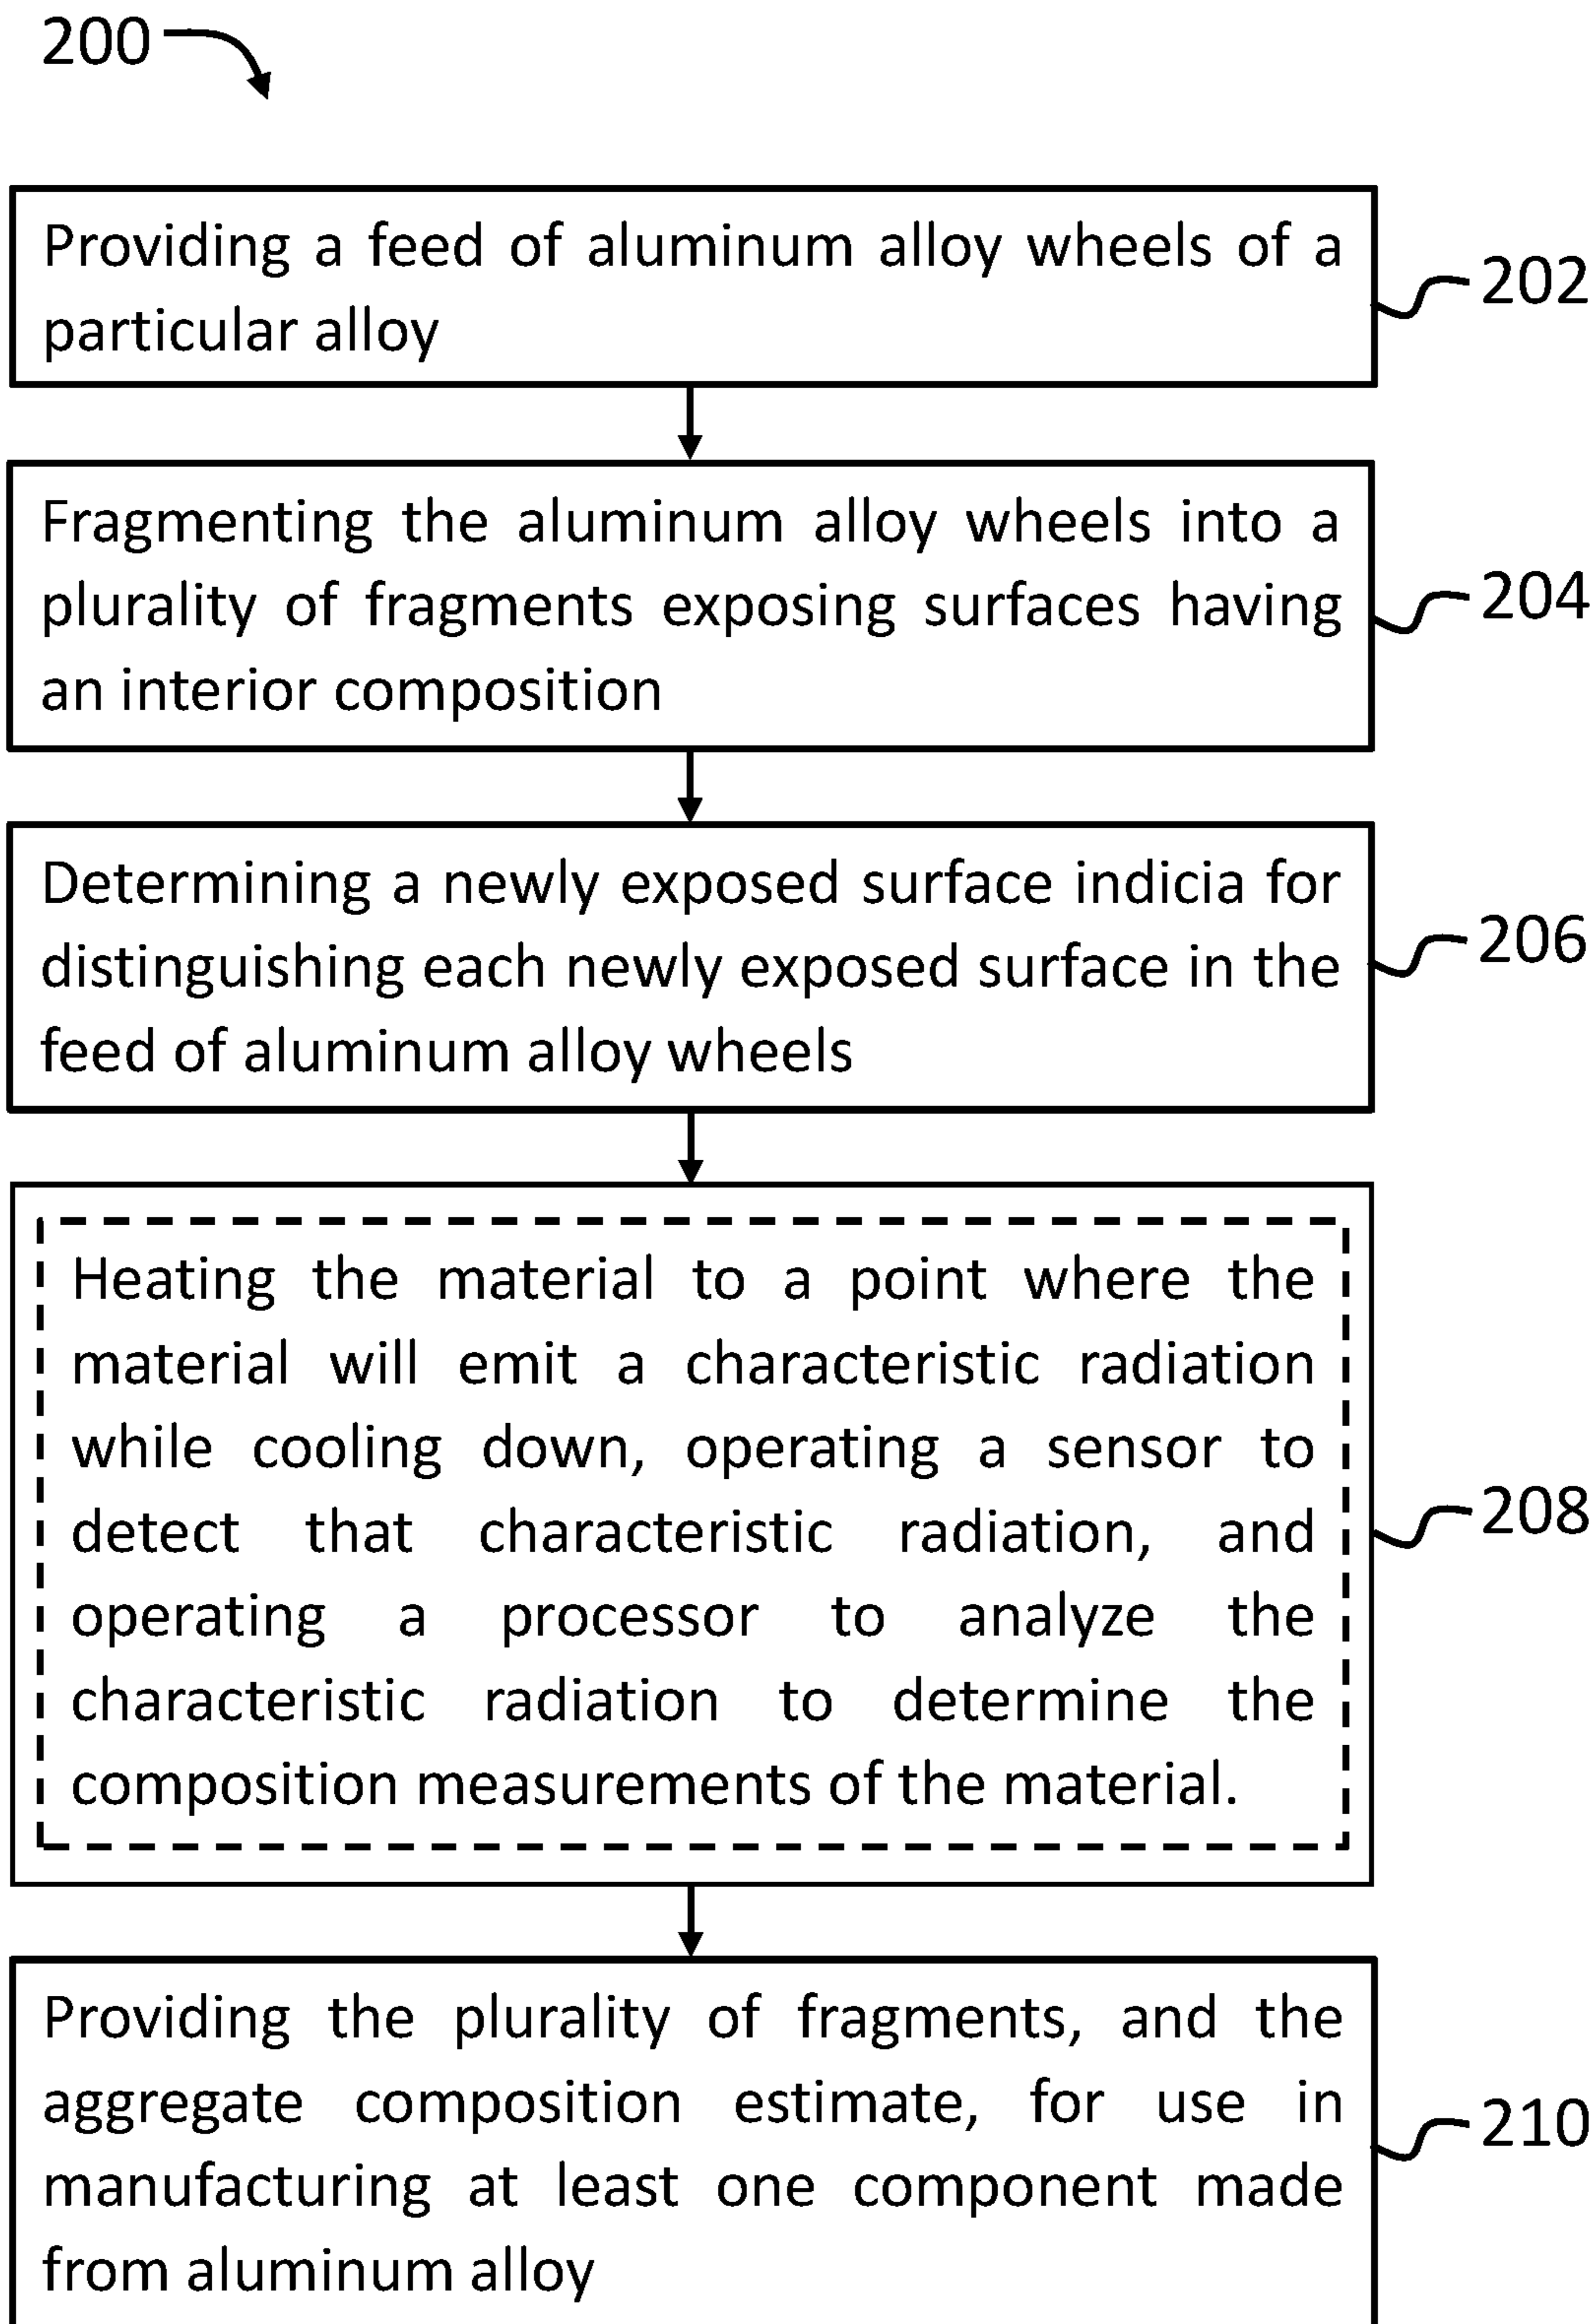 200
Providing a feed of aluminum alloy wheels of a
particular alloy
202
Fragmenting the aluminum alloy wheels into a
plurality of fragments exposing surfaces having
an interior composition
204
Determining a newly exposed surface indicia for
distinguishing each newly exposed surface in the
feed of aluminum alloy wheels
206
Heating the material to a point where the
material will emit a characteristic radiation
while cooling down, operating a sensor to
detect that characteristic radiation, and
operating a processor to analyze the
characteristic radiation to determine the
composition measurements of the material.
208
Providing the plurality of fragments, and the
aggregate composition estimate, for use in
manufacturing at least one component made
from aluminum alloy
210